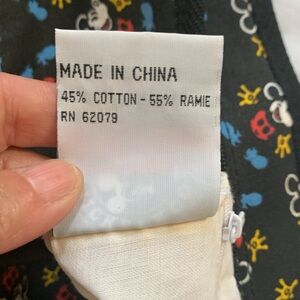 MADE IN CHINA
45% COTTON - 55% RAMIE
RN 62079